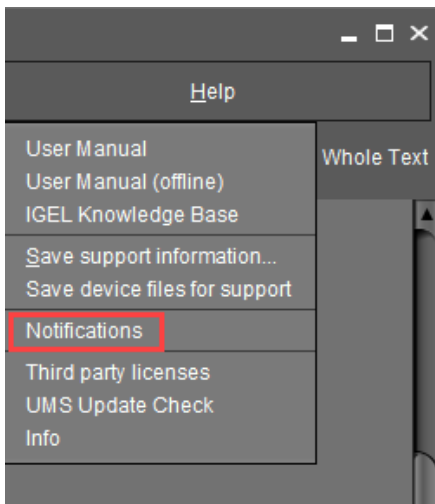 Help
User Manual
Whole Text
User Manual (offline)
IGEL Knowledge Base
Save support information...
Save device files for support
Notifications
Third party licenses
UMS Update Check
Info